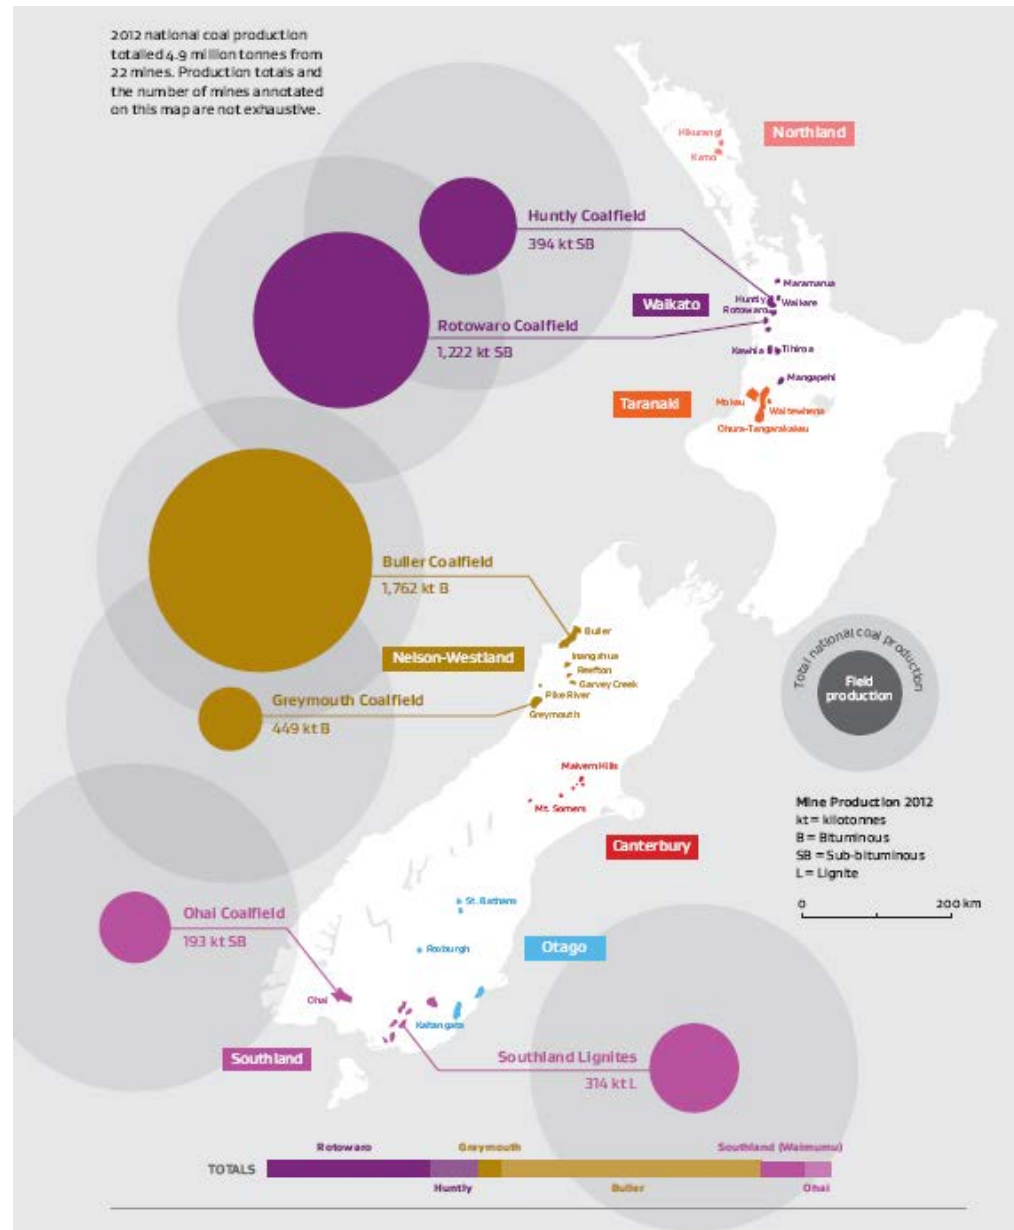 2012 national coal production
totalled 4.9 million tonnes from
22 mines. Production totals and
the number of mines annotated
on this map are not exhaustive.
Hikurangi
Kamo
Northland
Huntly Coalfield
394 kt SB
Maramarua
Waikato
Huntly
Waikare
Rotowaro
Rotowaro Coalfield
1,222 kt SB
Kawhia
Tihiroa
Mangapehi
Taranaki
Mokau
Waitewhena
Ohura-Tangarakakau
Buller Coalfield
1,762 kt B
Buller
Inangahua
Reefton
Garvey Creek
Nelson-Westland
Pike River
Greymouth Coalfield
449 kt B
Greymouth
Total national coal production
Field
production
Malvern Hills
Mt. Somers
Canterbury
Mine Production 2012
kt = kilotonnes
B = Bituminous
SB = Sub-bituminous
L = Lignite
0 200 km
St. Bathans
Ohai Coalfield
193 kt SB
Roxburgh
Otago
Ohai
Kaitangata
Southland
Southland Lignites
314 kt L
Rotowaro Greymouth Southland (Waimumu)
TOTALS
Huntly Buller Ohai